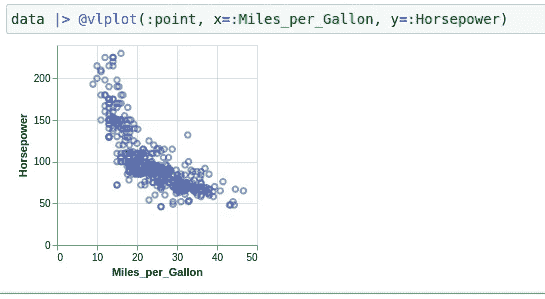 data |> @vlplot(:point, x=:Miles_per_Gallon, y=:Horsepower)
200
150
100
50
0
Horsepower
0 10 20 30 40 50
Miles_per_Gallon